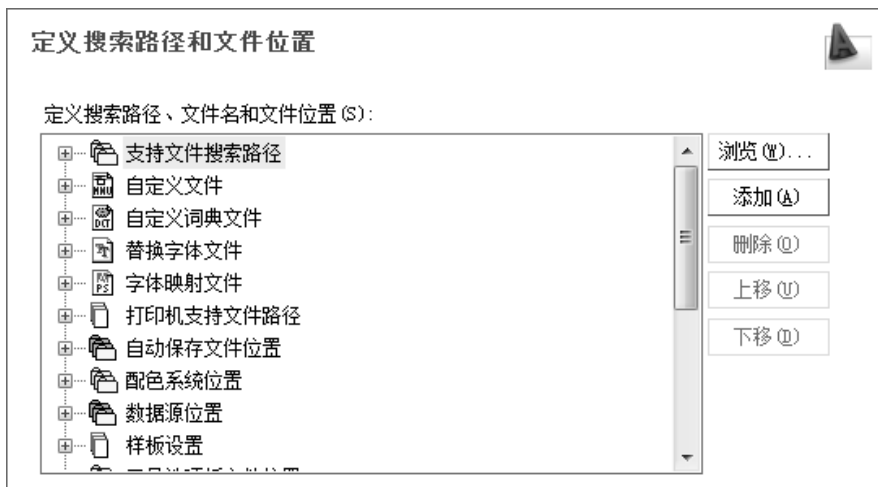 定义搜索路径和文件位置
定义搜索路径、文件名和文件位置(S):
支持文件搜索路径
浏览(W)...
自定义文件
添加(A)
自定义词典文件
替换字体文件
删除(O)
字体映射文件
上移(U)
打印机支持文件路径
下移(D)
自动保存文件位置
配色系统位置
数据源位置
样板设置